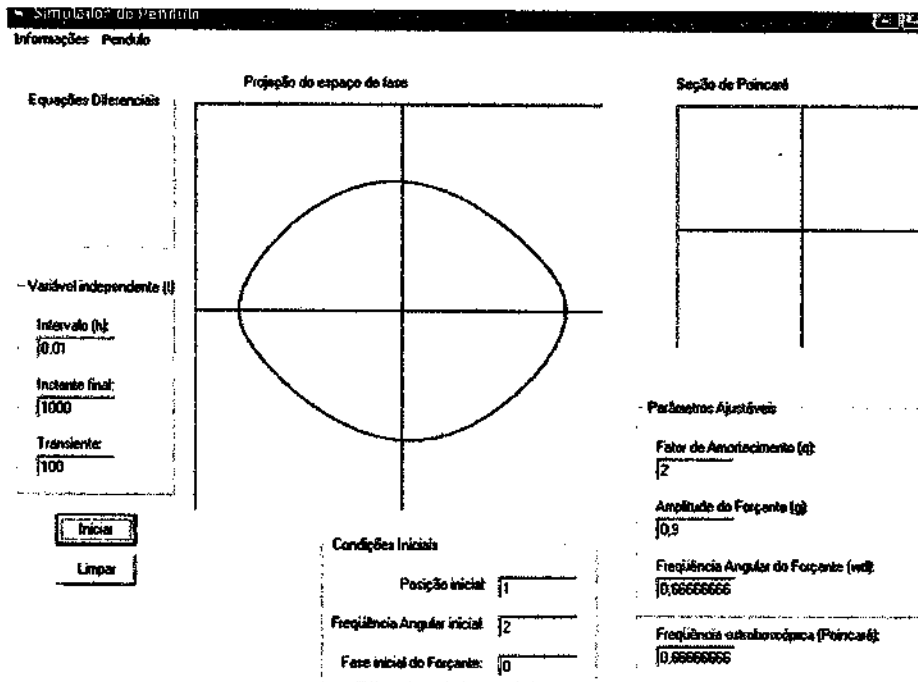 Simulador de Pendulo
Informações Pendulo
Equações Diferenciais
Projeção do espaço de fase
Seção de Poincaré
Variável independente (t)
Intervalo (h):
0.01
Instante final:
1000
Transiente:
100
Iniciar
Limpar
Condições Iniciais
Posição inicial:
1
Freqüência Angular inicial:
2
Fase inicial do Forçante:
0
Parâmetros Ajustáveis
Fator de Amortecimento (q):
2
Amplitude do Forçante (g):
0,9
Freqüência Angular do Forçante (wd):
0,66666666
Freqüência estroboscópica (Poincaré):
0,66666666